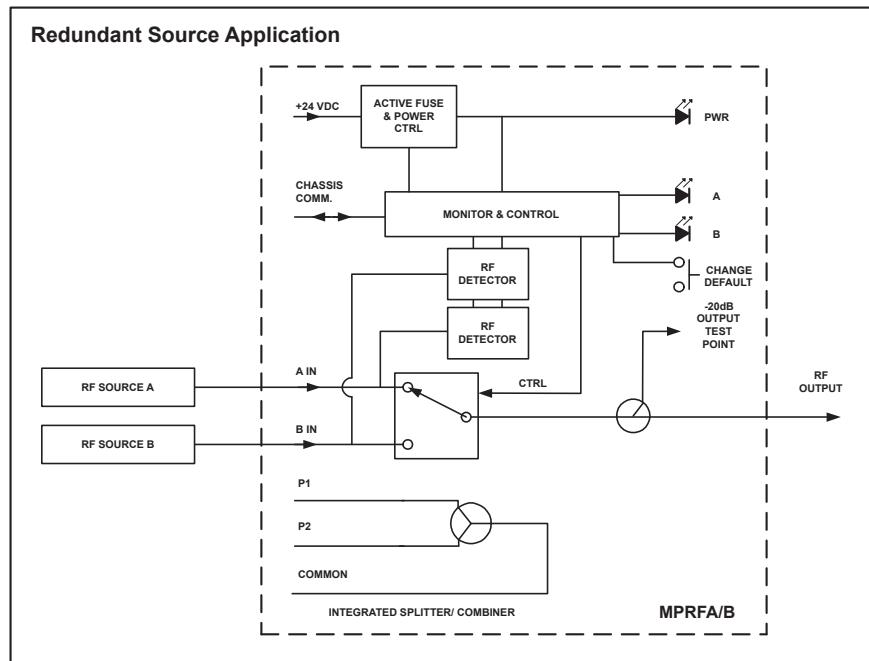 Redundant Source Application
+24 VDC
ACTIVE FUSE
& POWER
CTRL
PWR
CHASSIS
COMM.
MONITOR & CONTROL
A
B
RF
DETECTOR
CHANGE
DEFAULT
RF
DETECTOR
-20dB
OUTPUT
TEST
POINT
RF SOURCE A
A IN
CTRL
RF
OUTPUT
RF SOURCE B
B IN
P1
P2
COMMON
INTEGRATED SPLITTER/ COMBINER
MPRFA/B